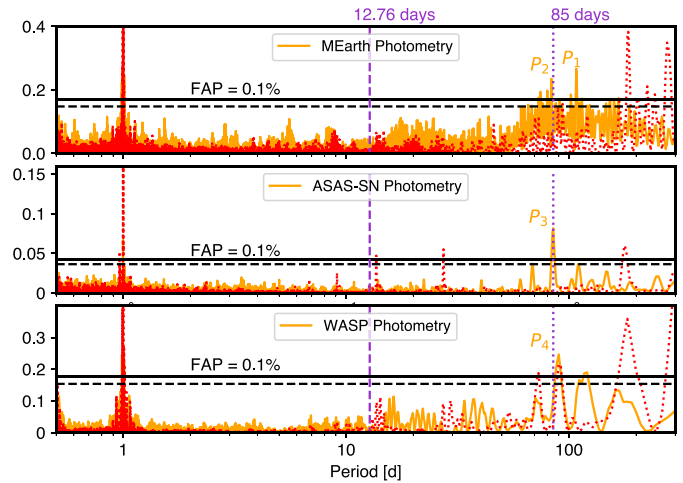 12.76 days 85 days
0.4 MEarth Photometry
P2 P1
FAP = 0.1%
0.2
0.0
0.15 ASAS-SN Photometry
0.10
P3
0.05 FAP = 0.1%
0
0.3 WASP Photometry
P4
FAP = 0.1%
0.2
0.1
0
1 10 100
Period [d]